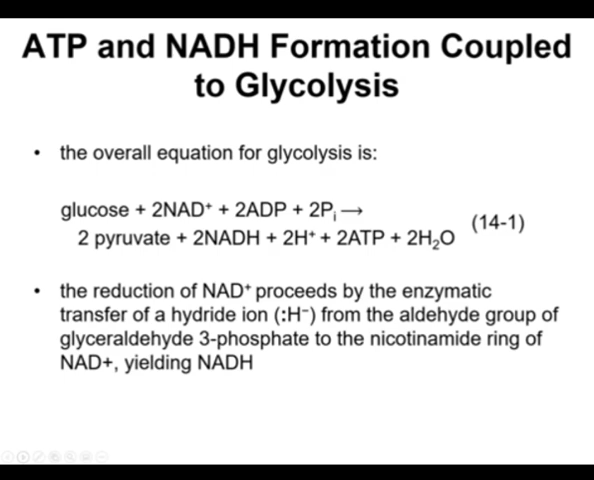 ATP and NADH Formation Coupled
to Glycolysis
• the overall equation for glycolysis is:
glucose + 2NAD⁺ + 2ADP + 2Pᵢ ⟶
2 pyruvate + 2NADH + 2H⁺ + 2ATP + 2H₂O (14-1)
• the reduction of NAD⁺ proceeds by the enzymatic
transfer of a hydride ion (:H⁻) from the aldehyde group of
glyceraldehyde 3-phosphate to the nicotinamide ring of
NAD+, yielding NADH